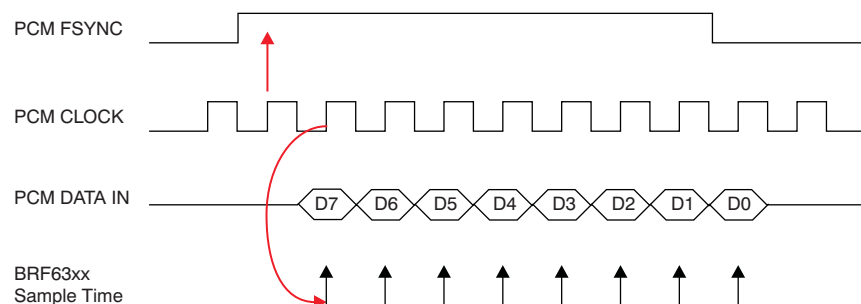 PCM FSYNC
PCM CLOCK
PCM DATA IN
D7 D6 D5 D4 D3 D2 D1 D0
BRF63xx
Sample Time